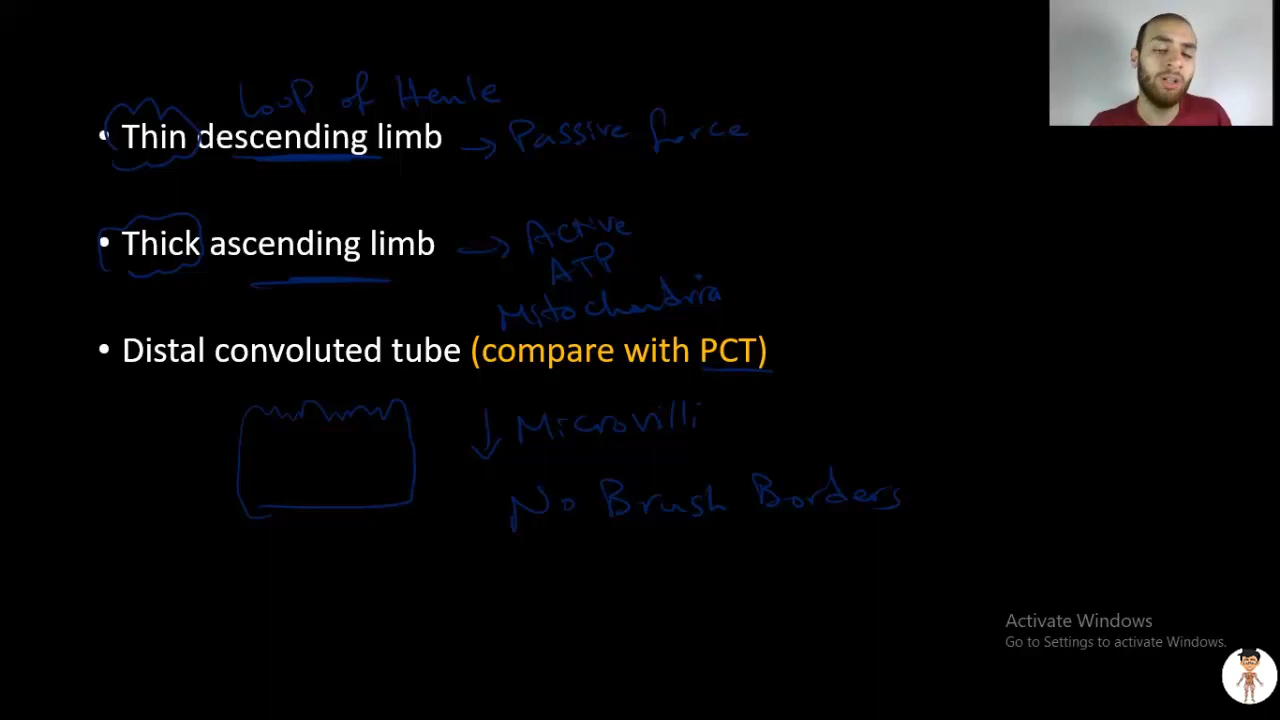 Loop of Henle
• Thin descending limb → Passive force
• Thick ascending limb → Active
ATP
Mitochondria
• Distal convoluted tube (compare with PCT)
↓ Microvilli
No Brush Borders
Activate Windows
Go to Settings to activate Windows.